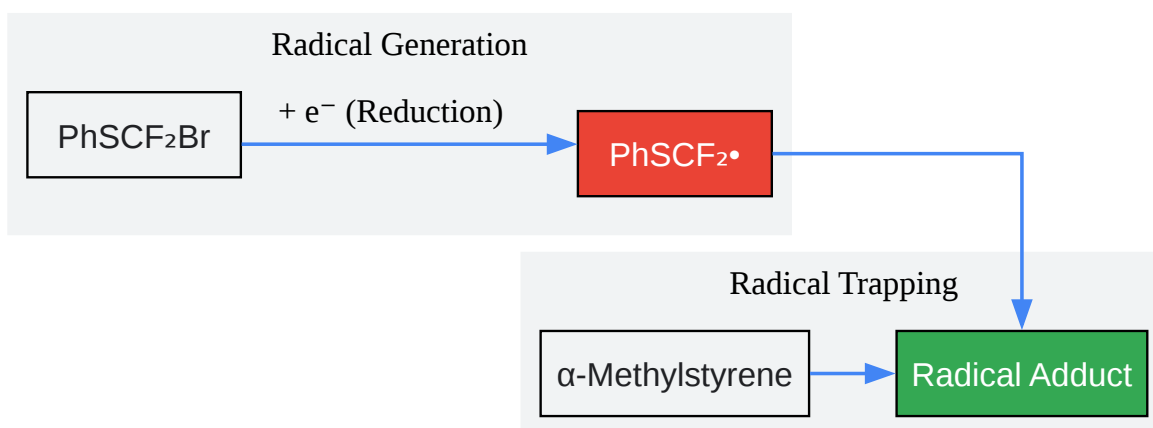 Radical Generation
+ e⁻ (Reduction)
PhSCF₂Br
PhSCF₂•
Radical Trapping
α-Methylstyrene
Radical Adduct